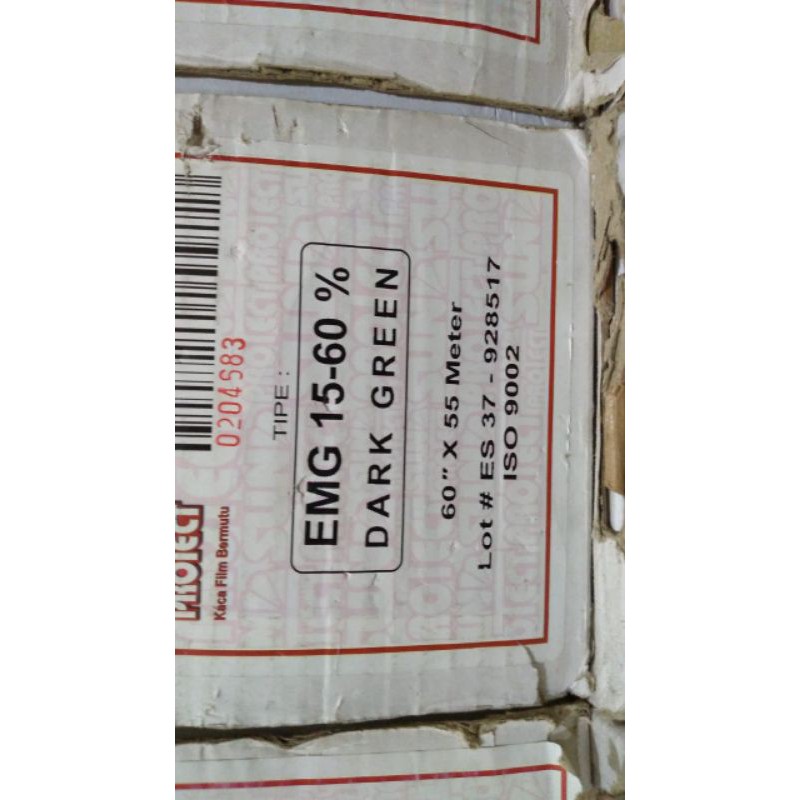 PROTECT
Kaca Film Bermutu
0204583
TIPE :
EMG 15-60 %
DARK GREEN
60" X 55 Meter
Lot # ES 37 - 928517
ISO 9002